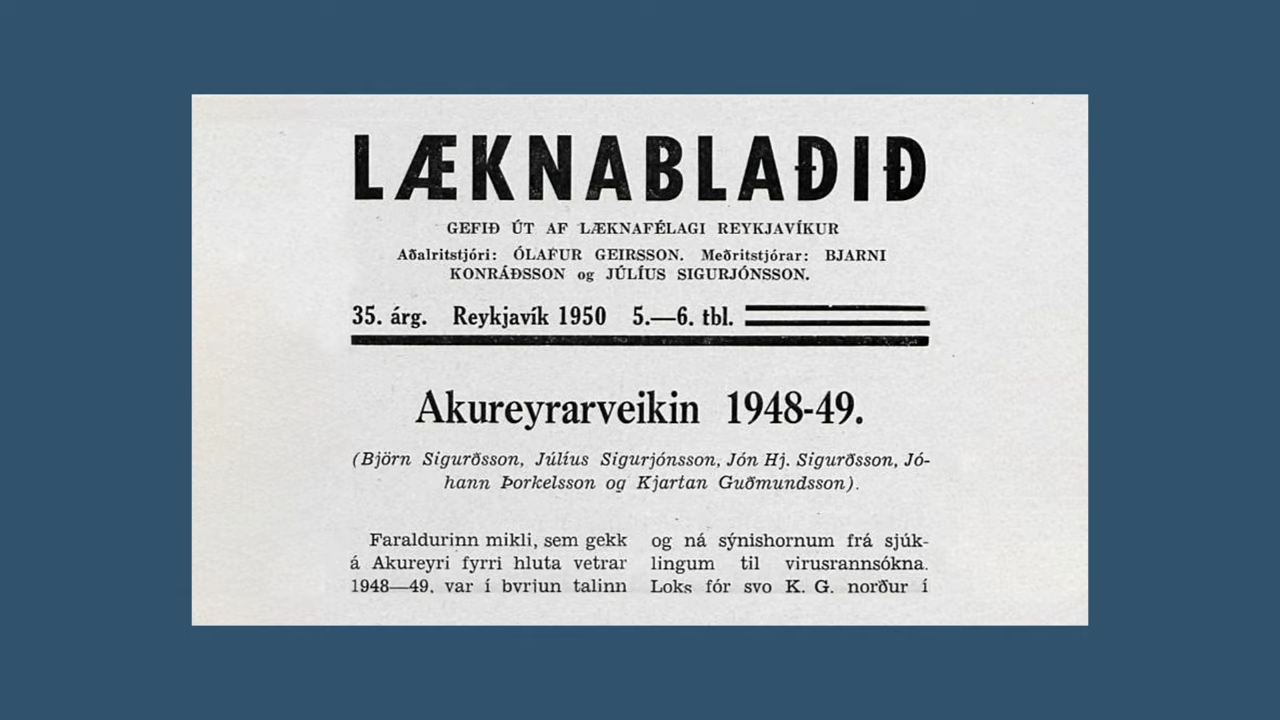 LÆKNABLAÐIÐ
GEFIÐ ÚT AF LÆKNAFÉLAGI REYKJAVÍKUR
Aðalritstjóri: ÓLAFUR GEIRSSON. Meðritstjórar: BJARNI
KONRÁÐSSON og JÚLÍUS SIGURJÓNSSON.
35. árg. Reykjavík 1950 5.—6. tbl.
Akureyrarveikin 1948-49.
(Björn Sigurðsson, Júlíus Sigurjónsson, Jón Hj. Sigurðsson, Jó-
hann Þorkelsson og Kjartan Guðmundsson).
Faraldurinn mikli, sem gekk
á Akureyri fyrri hluta vetrar
1948—49, var í byrjun talinn
og ná sýnishornum frá sjúk-
lingum til virusrannsókna.
Loks fór svo K. G. norður í